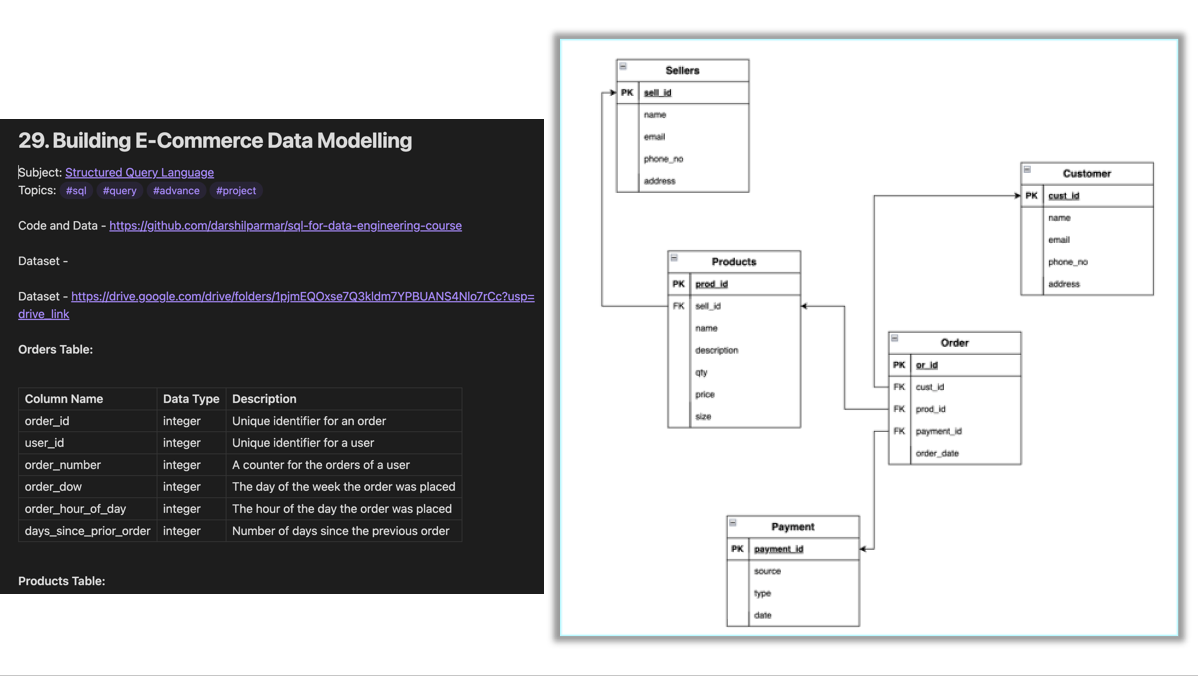 29. Building E-Commerce Data Modelling
Subject: Structured Query Language
Topics: #sql #query #advance #project
Code and Data - https://github.com/darshilparmar/sql-for-data-engineering-course
Dataset -
Dataset - https://drive.google.com/drive/folders/1pjmEQOxse7Q3kldm7YPBUANS4Nlo7rCc?usp=
drive_link
Orders Table:
Column Name Data Type Description
order_id integer Unique identifier for an order
user_id integer Unique identifier for a user
order_number integer A counter for the orders of a user
order_dow integer The day of the week the order was placed
order_hour_of_day integer The hour of the day the order was placed
days_since_prior_order integer Number of days since the previous order
Products Table:
Sellers
PK sell_id
name
email
phone_no
address
Customer
PK cust_id
name
email
phone_no
address
Products
PK prod_id
FK sell_id
name
description
qty
price
size
Order
PK or_id
FK cust_id
FK prod_id
FK payment_id
order_date
Payment
PK payment_id
source
type
date